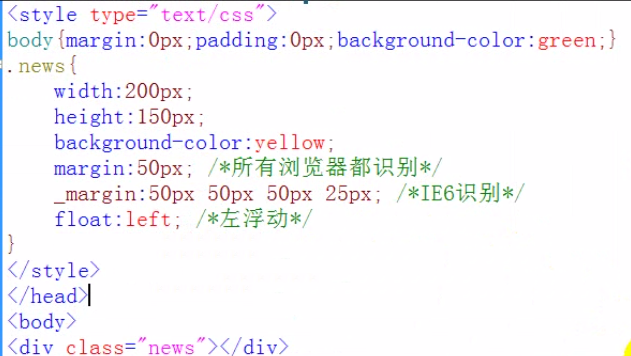 <style type="text/css">
body{margin:0px;padding:0px;background-color:green;}
.news{
    width:200px;
    height:150px;
    background-color:yellow;
    margin:50px; /*所有浏览器都识别*/
    _margin:50px 50px 50px 25px; /*IE6识别*/
    float:left; /*左浮动*/
}
</style>
</head>
<body>
<div class="news"></div>